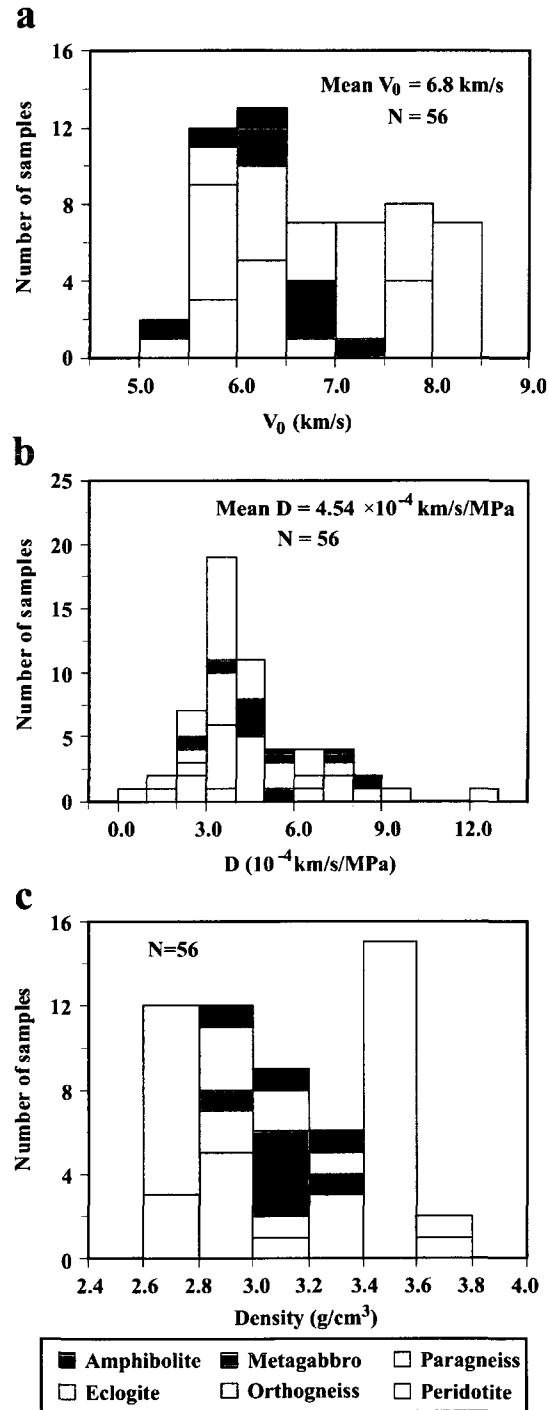 a
16
12
8
4
0
Number of samples
Mean V₀ = 6.8 km/s
N = 56
5.0 6.0 7.0 8.0 9.0
V₀ (km/s)
b
25
20
15
10
5
0
Number of samples
Mean D = 4.54 ×10⁻⁴ km/s/MPa
N = 56
0.0 3.0 6.0 9.0 12.0
D (10⁻⁴km/s/MPa)
c
16
12
8
4
0
Number of samples
N=56
2.4 2.6 2.8 3.0 3.2 3.4 3.6 3.8 4.0
Density (g/cm³)
Amphibolite Metagabbro Paragneiss
Eclogite Orthogneiss Peridotite